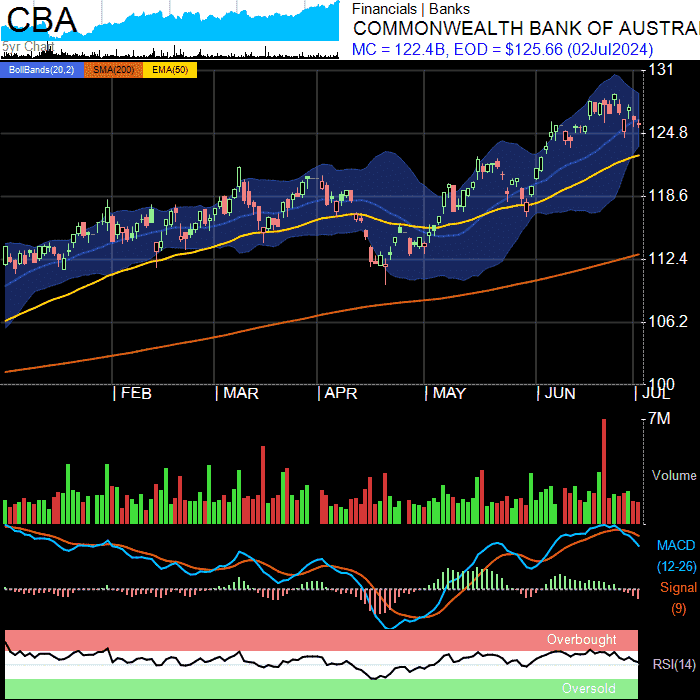 CBA
5yr Chart
Financials | Banks
COMMONWEALTH BANK OF AUSTRA
MC = 122.4B, EOD = $125.66 (02Jul2024)
BollBands(20,2) SMA(200) EMA(50)
131
124.8
118.6
112.4
106.2
100
| FEB | MAR | APR | MAY | JUN | JUL
7M
Volume
MACD
(12-26)
Signal
(9)
Overbought
RSI(14)
Oversold